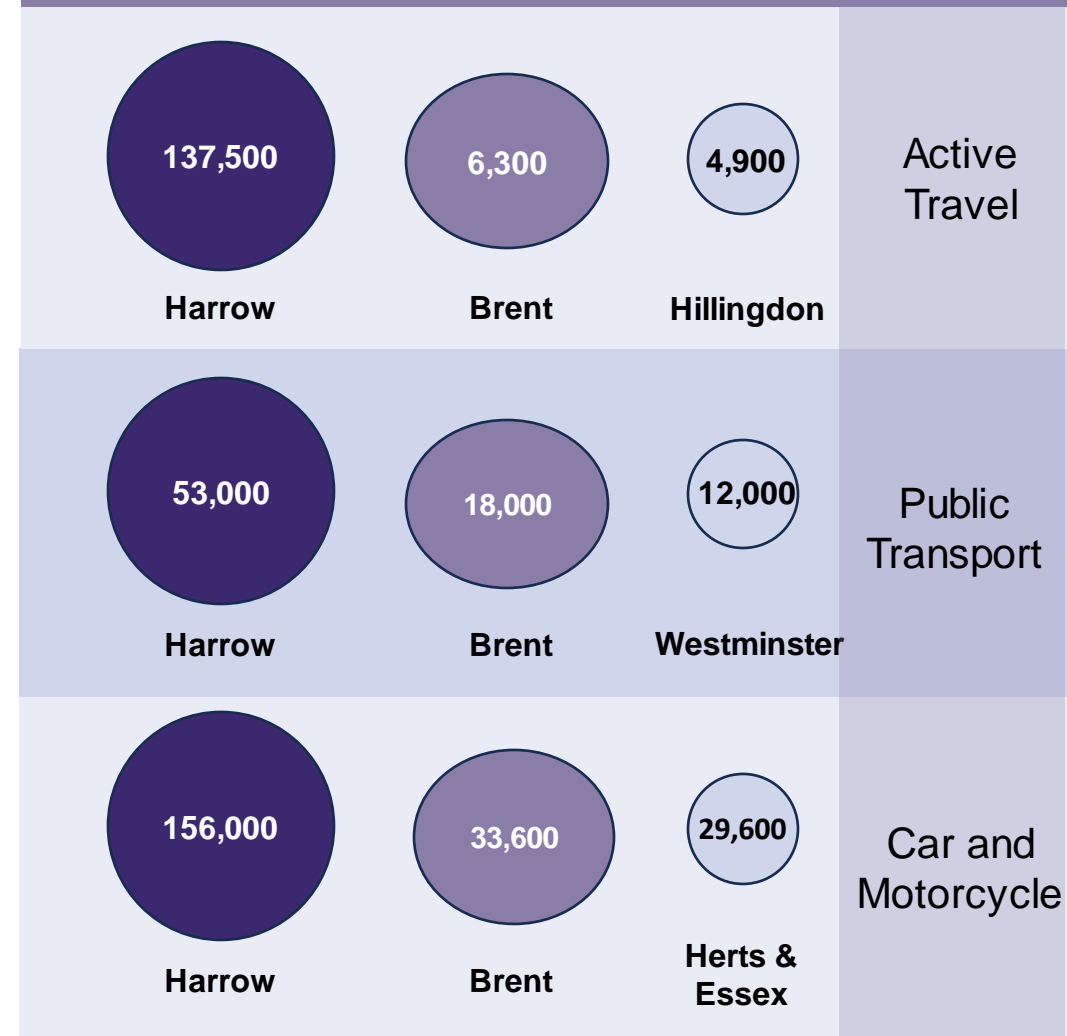 137,500
6,300
4,900
Active
Travel
Harrow
Brent
Hillingdon
53,000
18,000
12,000
Public
Transport
Harrow
Brent
Westminster
156,000
33,600
29,600
Car and
Motorcycle
Harrow
Brent
Herts &
Essex